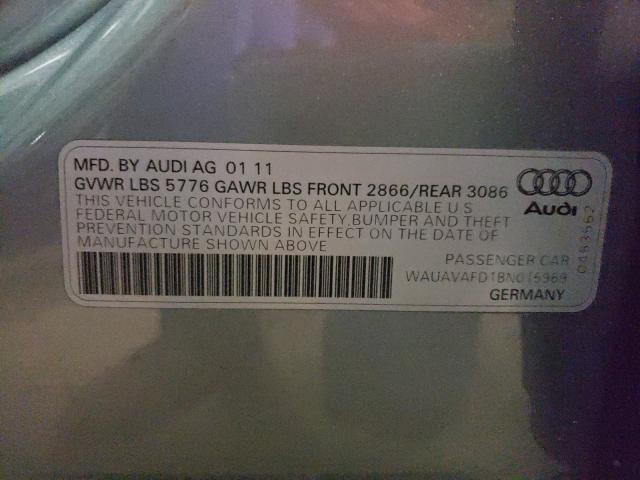 MFD. BY AUDI AG 01 11
GVWR LBS 5776 GAWR LBS FRONT 2866/REAR 3086
THIS VEHICLE CONFORMS TO ALL APPLICABLE U S
FEDERAL MOTOR VEHICLE SAFETY,BUMPER AND THEFT
PREVENTION STANDARDS IN EFFECT ON THE DATE OF
MANUFACTURE SHOWN ABOVE
Audi
0463562
PASSENGER CAR
WAUAVAFD1BN015969
GERMANY